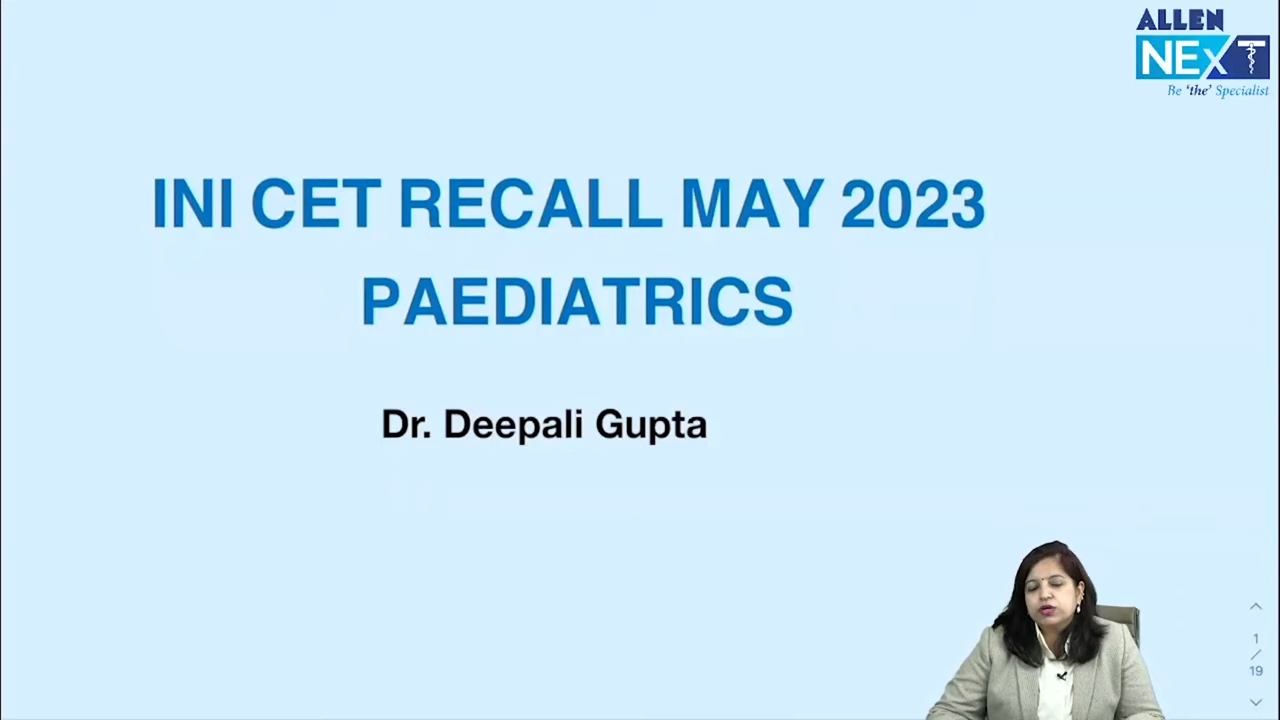 ALLEN
NExT
Be 'the' Specialist
INI CET RECALL MAY 2023
PAEDIATRICS
Dr. Deepali Gupta
1
/
19